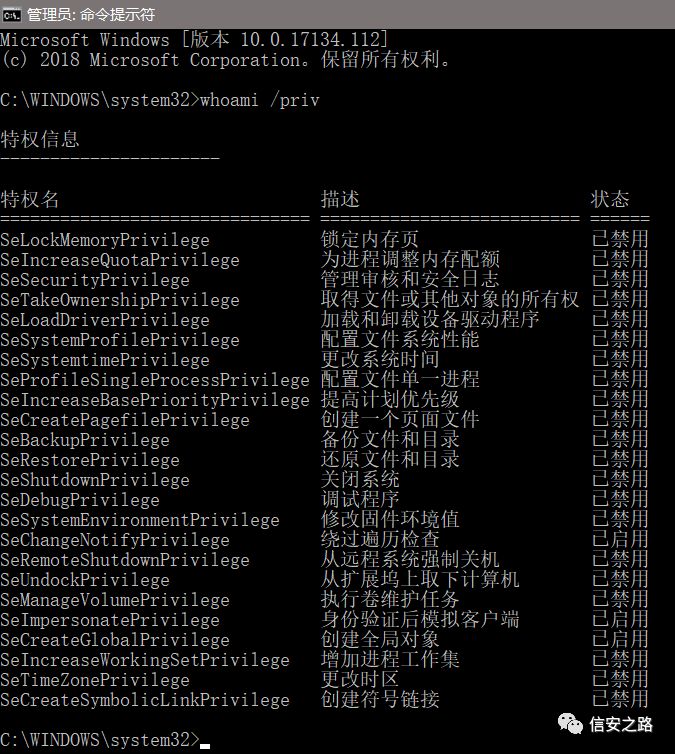 管理员: 命令提示符
Microsoft Windows [版本 10.0.17134.112]
(c) 2018 Microsoft Corporation。保留所有权利。
C:\WINDOWS\system32>whoami /priv
特权信息
----------------------
特权名 描述 状态
=============================== ========================== ======
SeLockMemoryPrivilege 锁定内存页 已禁用
SeIncreaseQuotaPrivilege 为进程调整内存配额 已禁用
SeSecurityPrivilege 管理审核和安全日志 已禁用
SeTakeOwnershipPrivilege 取得文件或其他对象的所有权 已禁用
SeLoadDriverPrivilege 加载和卸载设备驱动程序 已禁用
SeSystemProfilePrivilege 配置文件系统性能 已禁用
SeSystemtimePrivilege 更改系统时间 已禁用
SeProfileSingleProcessPrivilege 配置文件单一进程 已禁用
SeIncreaseBasePriorityPrivilege 提高计划优先级 已禁用
SeCreatePagefilePrivilege 创建一个页面文件 已禁用
SeBackupPrivilege 备份文件和目录 已禁用
SeRestorePrivilege 还原文件和目录 已禁用
SeShutdownPrivilege 关闭系统 已禁用
SeDebugPrivilege 调试程序 已禁用
SeSystemEnvironmentPrivilege 修改固件环境值 已禁用
SeChangeNotifyPrivilege 绕过遍历检查 已启用
SeRemoteShutdownPrivilege 从远程系统强制关机 已禁用
SeUndockPrivilege 从扩展坞上取下计算机 已禁用
SeManageVolumePrivilege 执行卷维护任务 已禁用
SeImpersonatePrivilege 身份验证后模拟客户端 已启用
SeCreateGlobalPrivilege 创建全局对象 已启用
SeIncreaseWorkingSetPrivilege 增加进程工作集 已禁用
SeTimeZonePrivilege 更改时区 已禁用
SeCreateSymbolicLinkPrivilege 创建符号链接 已禁用
信安之路
C:\WINDOWS\system32>